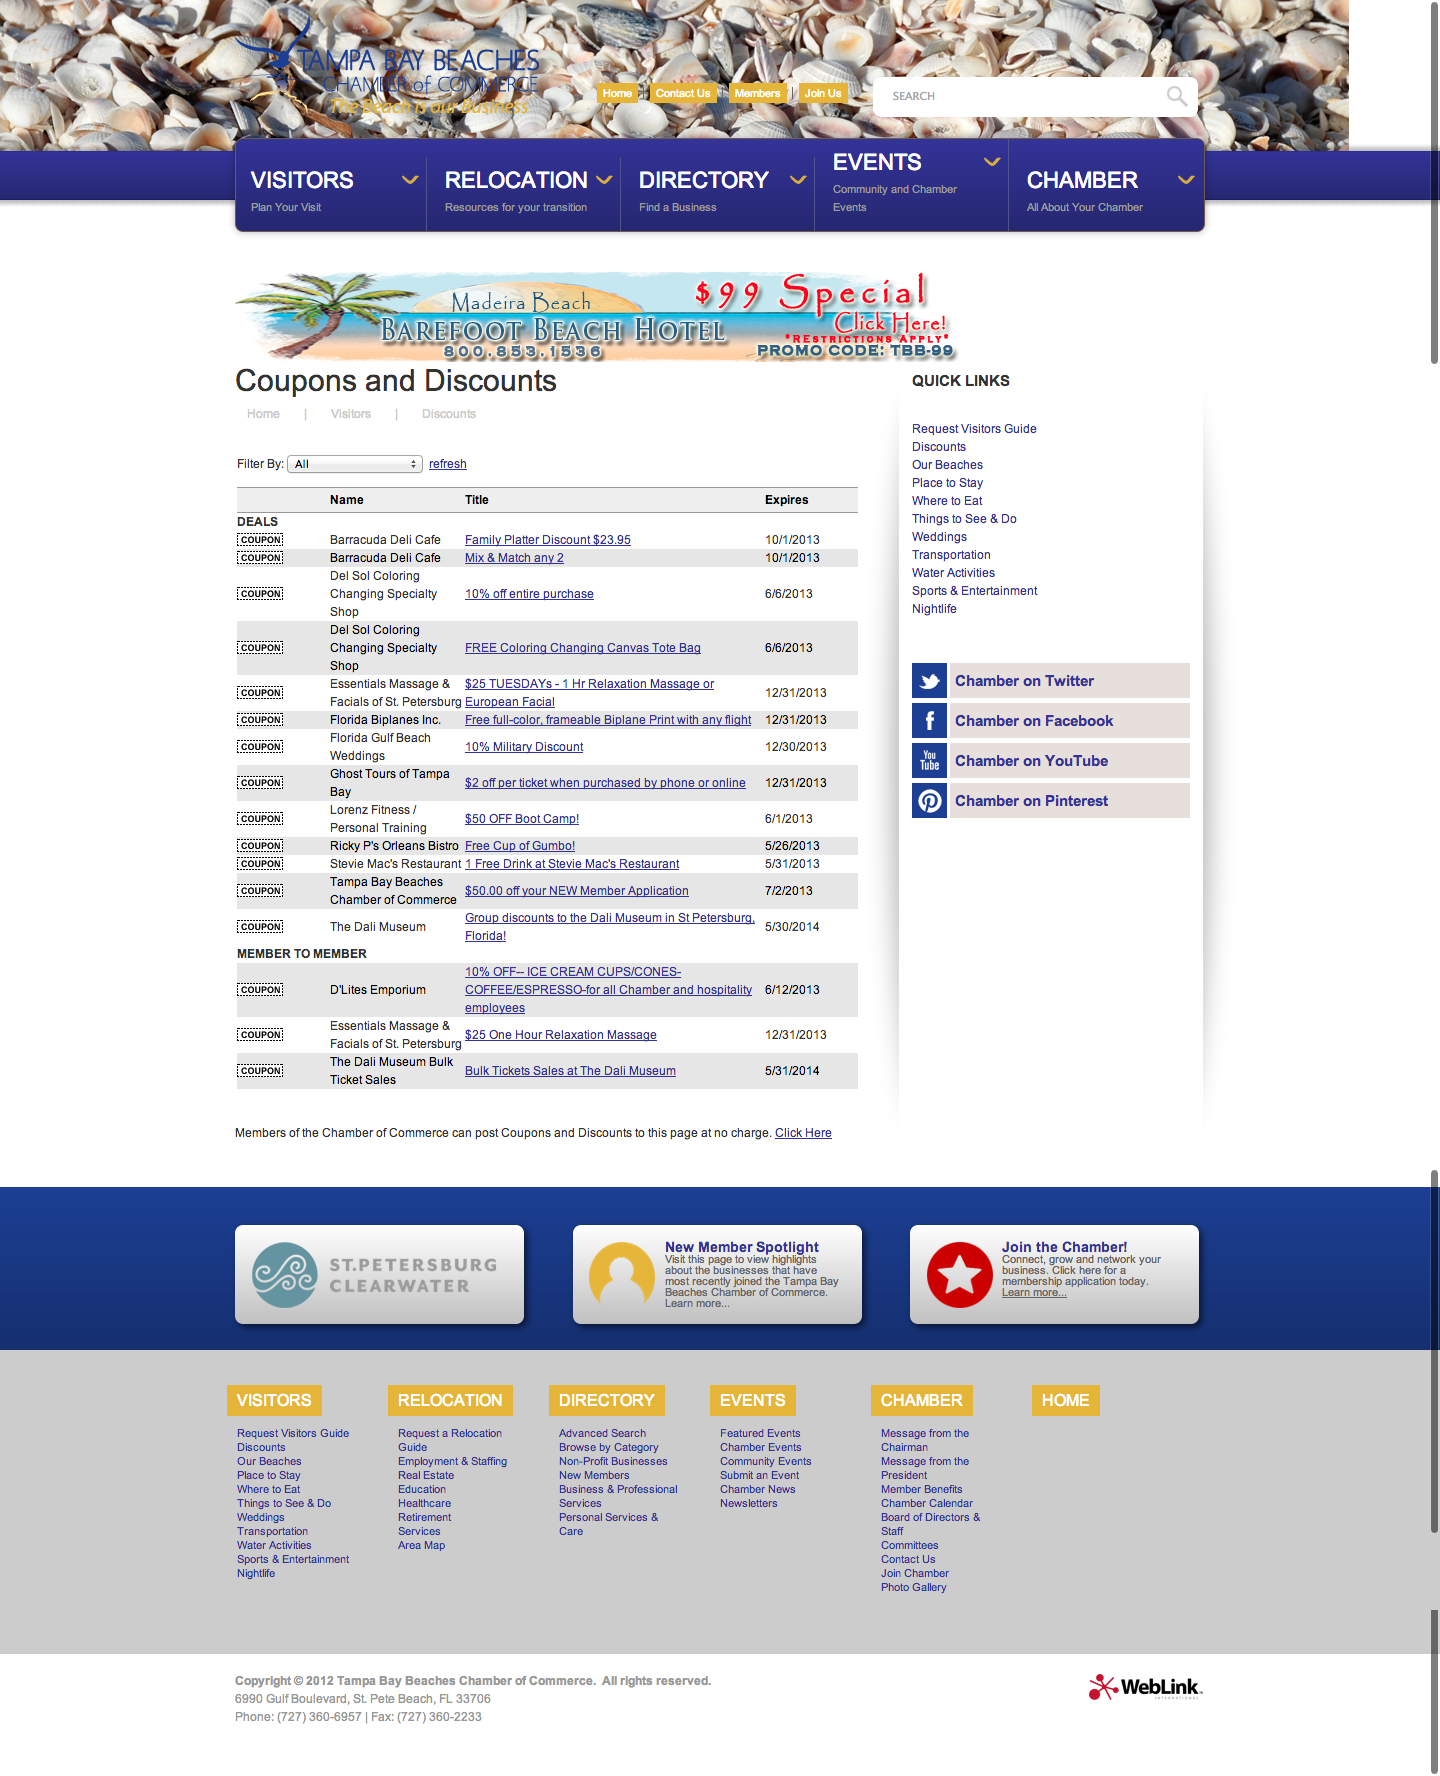 TAMPA BAY BEACHES
CHAMBER of COMMERCE
The Beach is our Business
Home | Contact Us | Members | Join Us
SEARCH
VISITORS
Plan Your Visit
RELOCATION
Resources for your transition
DIRECTORY
Find a Business
EVENTS
Community and Chamber
Events
CHAMBER
All About Your Chamber
Madeira Beach
BAREFOOT BEACH HOTEL
800.853.1536
$99 Special
Click Here!
*RESTRICTIONS APPLY*
PROMO CODE: TBB-99
Coupons and Discounts
Home | Visitors | Discounts
Filter By: All refresh
Name Title Expires
DEALS
COUPON Barracuda Deli Cafe Family Platter Discount $23.95 10/1/2013
COUPON Barracuda Deli Cafe Mix & Match any 2 10/1/2013
Del Sol Coloring
COUPON Changing Specialty 10% off entire purchase 6/6/2013
Shop
Del Sol Coloring
COUPON Changing Specialty FREE Coloring Changing Canvas Tote Bag 6/6/2013
Shop
Essentials Massage & $25 TUESDAYs - 1 Hr Relaxation Massage or
COUPON 12/31/2013
Facials of St. Petersburg European Facial
COUPON Florida Biplanes Inc. Free full-color, frameable Biplane Print with any flight 12/31/2013
Florida Gulf Beach
COUPON 10% Military Discount 12/30/2013
Weddings
Ghost Tours of Tampa
COUPON $2 off per ticket when purchased by phone or online 12/31/2013
Bay
Lorenz Fitness /
COUPON $50 OFF Boot Camp! 6/1/2013
Personal Training
COUPON Ricky P's Orleans Bistro Free Cup of Gumbo! 5/26/2013
COUPON Stevie Mac's Restaurant 1 Free Drink at Stevie Mac's Restaurant 5/31/2013
Tampa Bay Beaches
COUPON $50.00 off your NEW Member Application 7/2/2013
Chamber of Commerce
Group discounts to the Dali Museum in St Petersburg,
COUPON The Dali Museum 5/30/2014
Florida!
MEMBER TO MEMBER
10% OFF-- ICE CREAM CUPS/CONES-
COUPON D'Lites Emporium COFFEE/ESPRESSO-for all Chamber and hospitality 6/12/2013
employees
Essentials Massage &
COUPON $25 One Hour Relaxation Massage 12/31/2013
Facials of St. Petersburg
The Dali Museum Bulk
COUPON Bulk Tickets Sales at The Dali Museum 5/31/2014
Ticket Sales
Members of the Chamber of Commerce can post Coupons and Discounts to this page at no charge. Click Here
QUICK LINKS
Request Visitors Guide
Discounts
Our Beaches
Place to Stay
Where to Eat
Things to See & Do
Weddings
Transportation
Water Activities
Sports & Entertainment
Nightlife
Chamber on Twitter
f Chamber on Facebook
You
Tube
Chamber on YouTube
Chamber on Pinterest
ST.PETERSBURG
CLEARWATER
New Member Spotlight
Visit this page to view highlights
about the businesses that have
most recently joined the Tampa Bay
Beaches Chamber of Commerce.
Learn more...
Join the Chamber!
Connect, grow and network your
business. Click here for a
membership application today.
Learn more...
VISITORS
Request Visitors Guide
Discounts
Our Beaches
Place to Stay
Where to Eat
Things to See & Do
Weddings
Transportation
Water Activities
Sports & Entertainment
Nightlife
RELOCATION
Request a Relocation
Guide
Employment & Staffing
Real Estate
Education
Healthcare
Retirement
Services
Area Map
DIRECTORY
Advanced Search
Browse by Category
Non-Profit Businesses
New Members
Business & Professional
Services
Personal Services &
Care
EVENTS
Featured Events
Chamber Events
Community Events
Submit an Event
Chamber News
Newsletters
CHAMBER
Message from the
Chairman
Message from the
President
Member Benefits
Chamber Calendar
Board of Directors &
Staff
Committees
Contact Us
Join Chamber
Photo Gallery
HOME
Copyright © 2012 Tampa Bay Beaches Chamber of Commerce. All rights reserved.
6990 Gulf Boulevard, St. Pete Beach, FL 33706
Phone: (727) 360-6957 | Fax: (727) 360-2233
WebLink
INTERNATIONAL